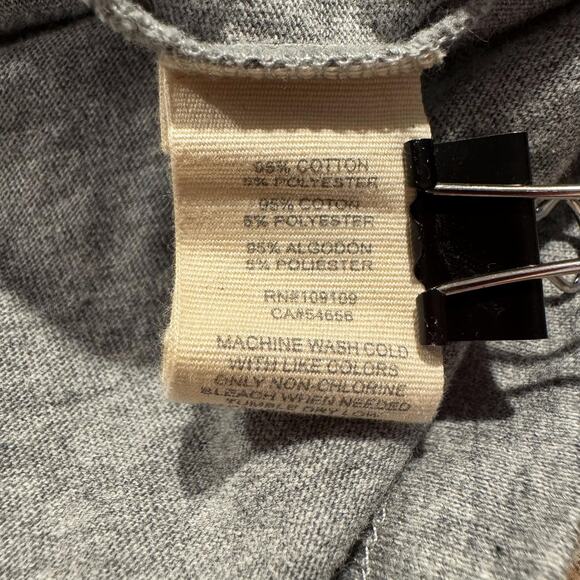 95% COTTON
5% POLYESTER
95% COTON
5% POLYESTER
95% ALGODON
5% POLIESTER
RN#109109
CA#54656
MACHINE WASH COLD
WITH LIKE COLORS
ONLY NON-CHLORINE
BLEACH WHEN NEEDED
TUMBLE DRY LOW